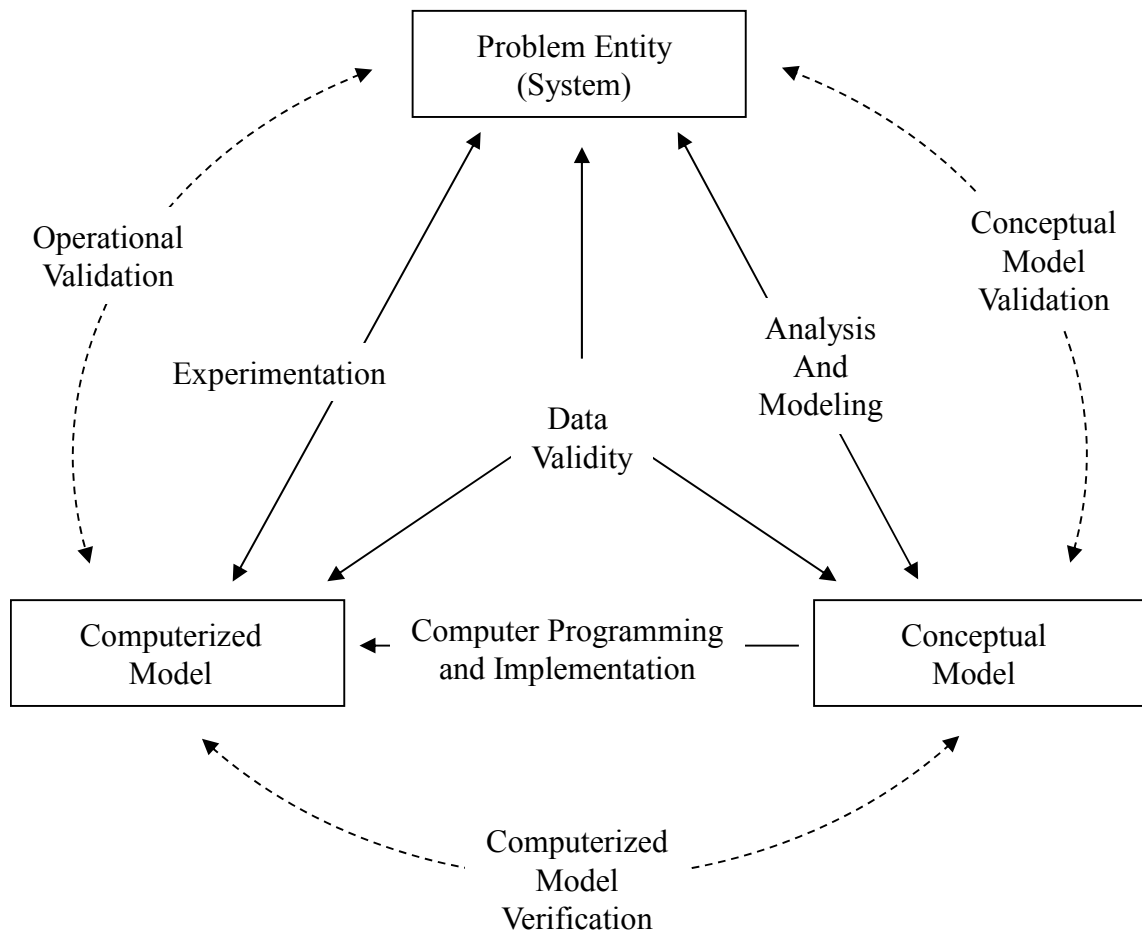 Problem Entity
(System)
Operational
Validation
Conceptual
Model
Validation
Experimentation
Analysis
And
Modeling
Data
Validity
Computerized
Model
Computer Programming
and Implementation
Conceptual
Model
Computerized
Model
Verification